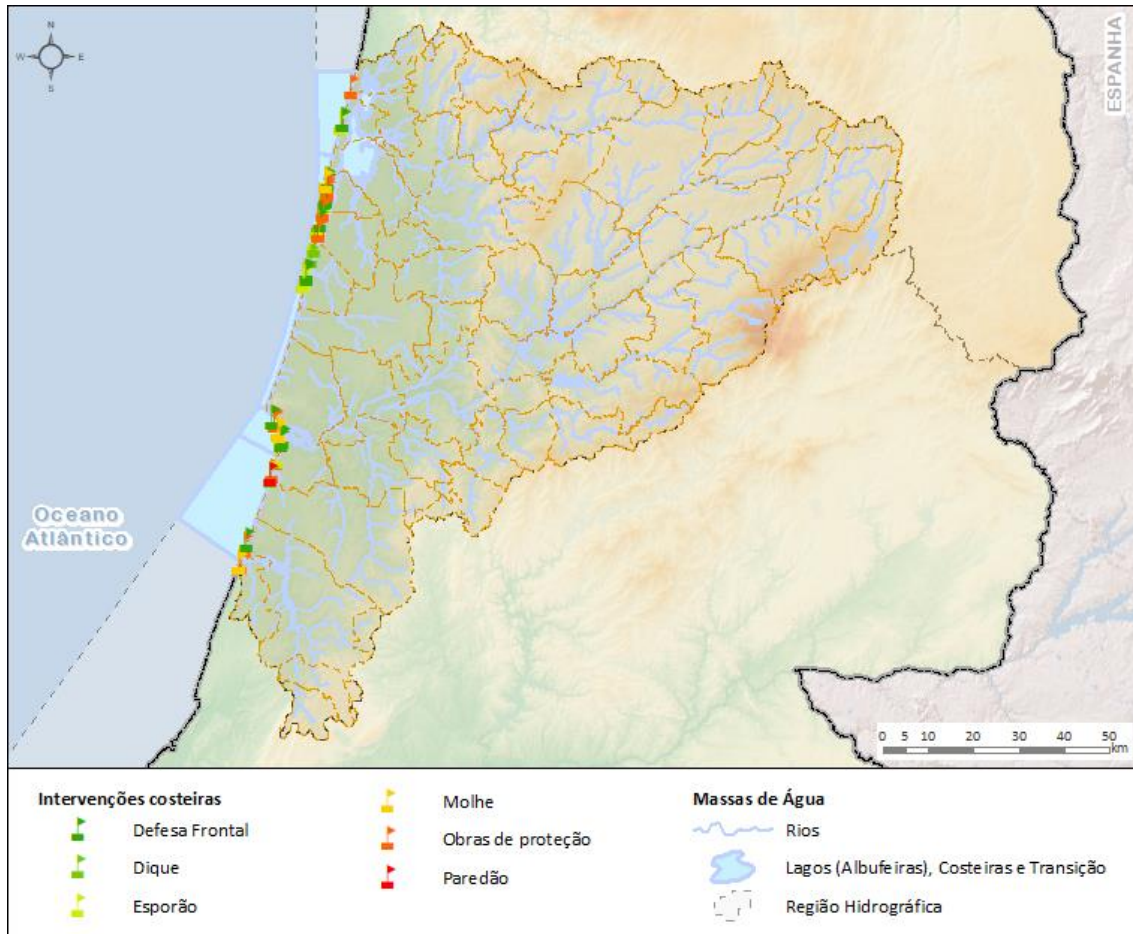 N
W E
S
ESPANHA
Oceano
Atlântico
0 5 10 20 30 40 50
km
Intervenções costeiras
Defesa Frontal
Dique
Esporão
Molhe
Obras de proteção
Paredão
Massas de Água
Rios
Lagos (Albufeiras), Costeiras e Transição
Região Hidrográfica